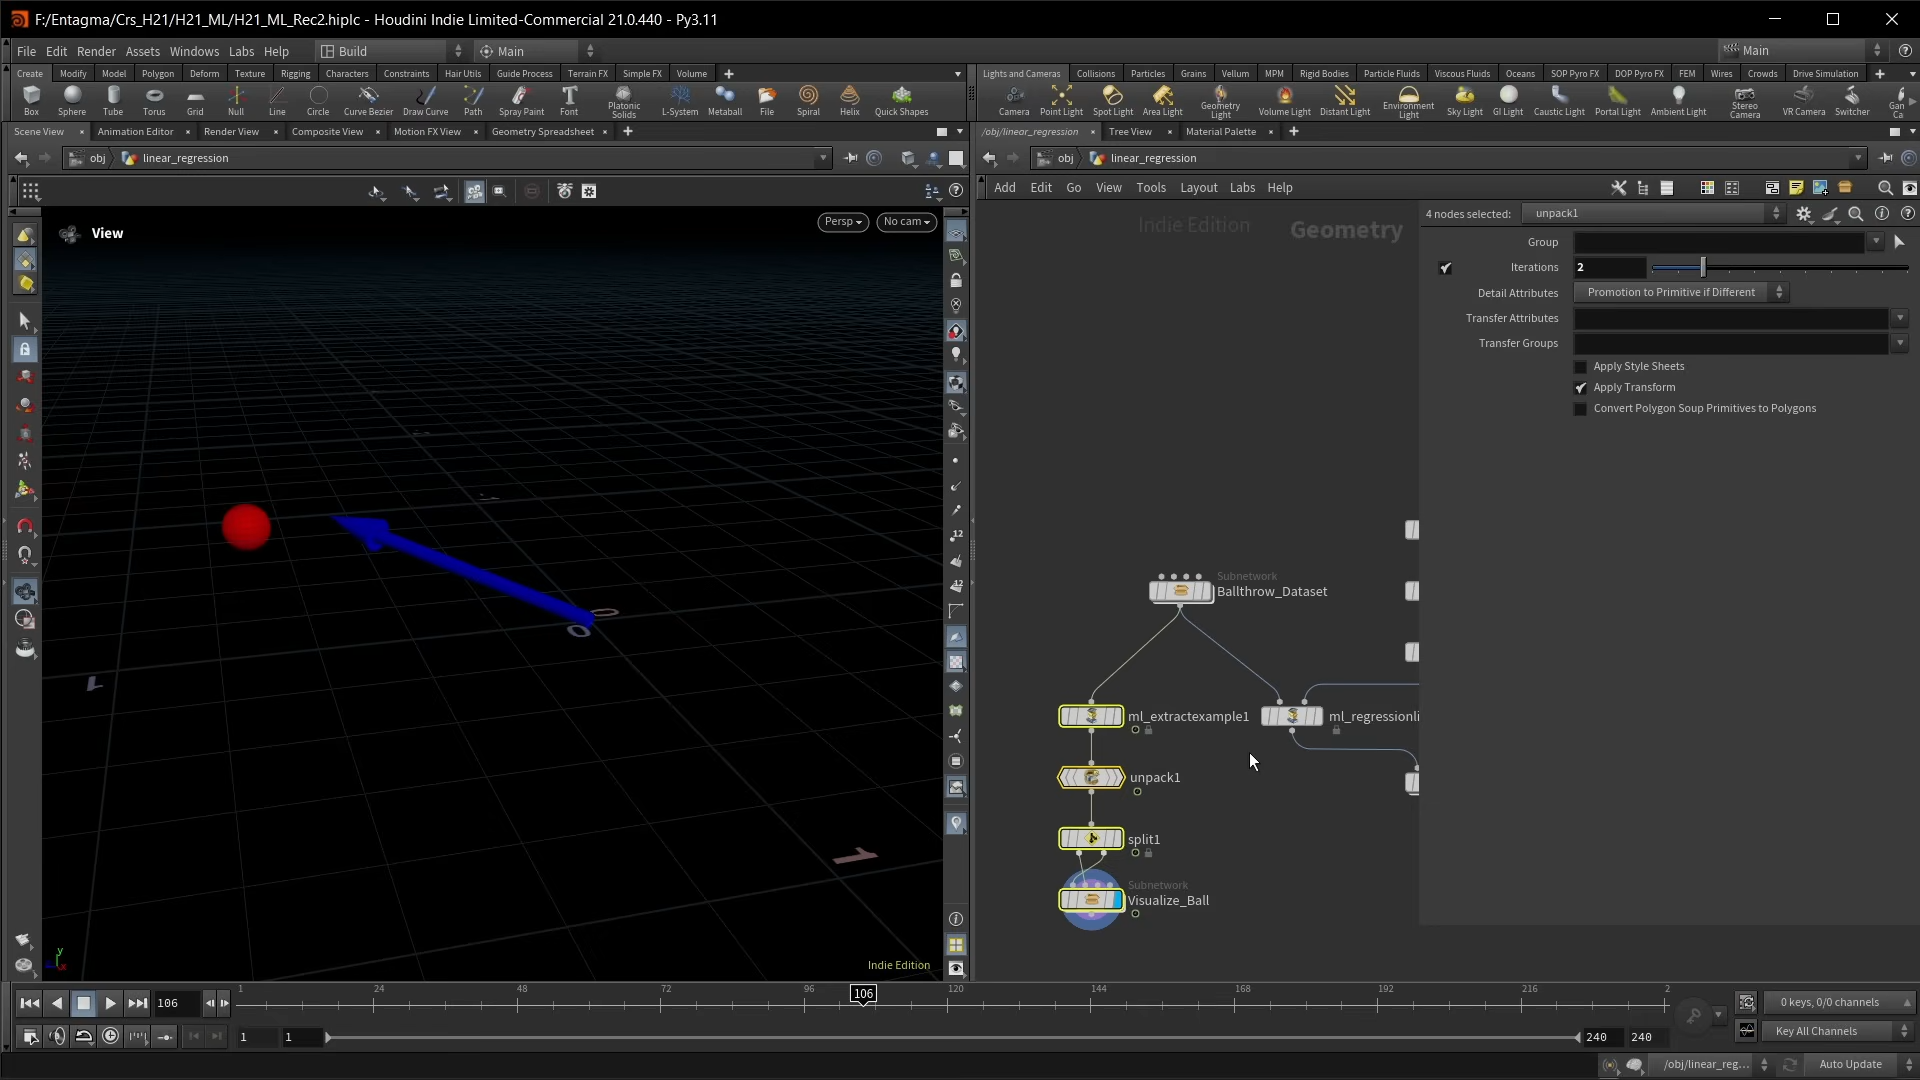 F:/Entagma/Crs_H21/H21_ML/H21_ML_Rec2.hiplc - Houdini Indie Limited-Commercial 21.0.440 - Py3.11
File Edit Render Assets Windows Labs Help Build Main Main
Create Modify Model Polygon Deform Texture Rigging Characters Constraints Hair Utils Guide Process Terrain FX Simple FX Volume
Lights and Cameras Collisions Particles Grains Vellum MPM Rigid Bodies Particle Fluids Viscous Fluids Oceans SOP Pyro FX DOP Pyro FX FEM Wires Crowds Drive Simulation
Box Sphere Tube Torus Grid Null Line Circle Curve Bezier Draw Curve Path Spray Paint Font Platonic Solids L-System Metaball File Spiral Helix Quick Shapes
Camera Point Light Spot Light Area Light Geometry Light Volume Light Distant Light Environment Light Sky Light GI Light Caustic Light Portal Light Ambient Light Stereo Camera VR Camera Switcher Gan Ca
Scene View Animation Editor Render View Composite View Motion FX View Geometry Spreadsheet
/obj/linear_regression Tree View Material Palette
obj linear_regression
obj linear_regression
Add Edit Go View Tools Layout Labs Help
View
Persp
No cam
Indie Edition
Geometry
4 nodes selected: unpack1
Group
Iterations 2
Detail Attributes Promotion to Primitive if Different
Transfer Attributes
Transfer Groups
Apply Style Sheets
Apply Transform
Convert Polygon Soup Primitives to Polygons
Subnetwork
Ballthrow_Dataset
ml_extractexample1
ml_regressionli
unpack1
split1
Subnetwork
Visualize_Ball
0
0
1
1
12
12
y
x
Indie Edition
106
1 24 48 72 96 106 120 144 168 192 216 2
0 keys, 0/0 channels
1 1 240 240
Key All Channels
/obj/linear_reg...
Auto Update